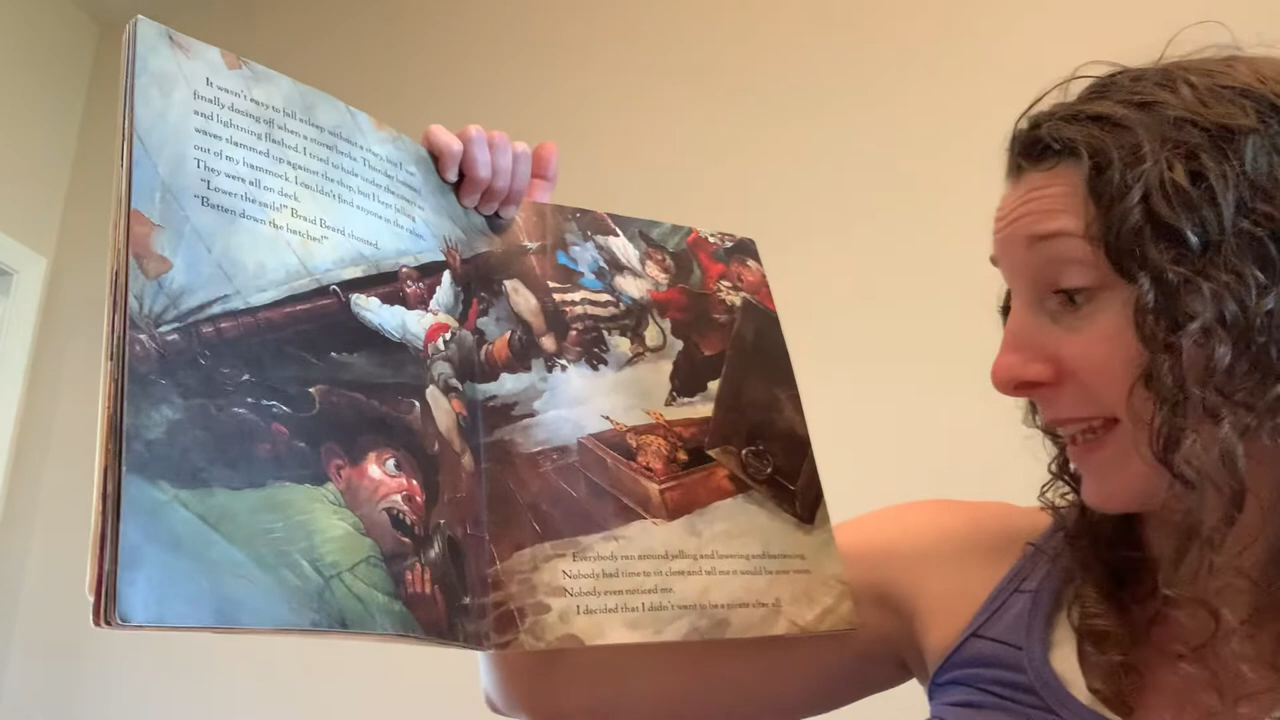 It wasn't easy to fall asleep without a story, but I was
finally dosing off when a storm broke. Thunder boomed
and lightning flashed. I tried to hide under the covers as
waves slammed up against the ship, but I kept falling
out of my hammock. I couldn't find anyone in the cabin.
They were all on deck.
"Lower the sails!" Braid Beard shouted.
"Batten down the hatches!"
Everybody ran around yelling and lowering and battening.
Nobody had time to sit close and tell me it would be over soon.
Nobody even noticed me.
I decided that I didn't want to be a pirate after all.